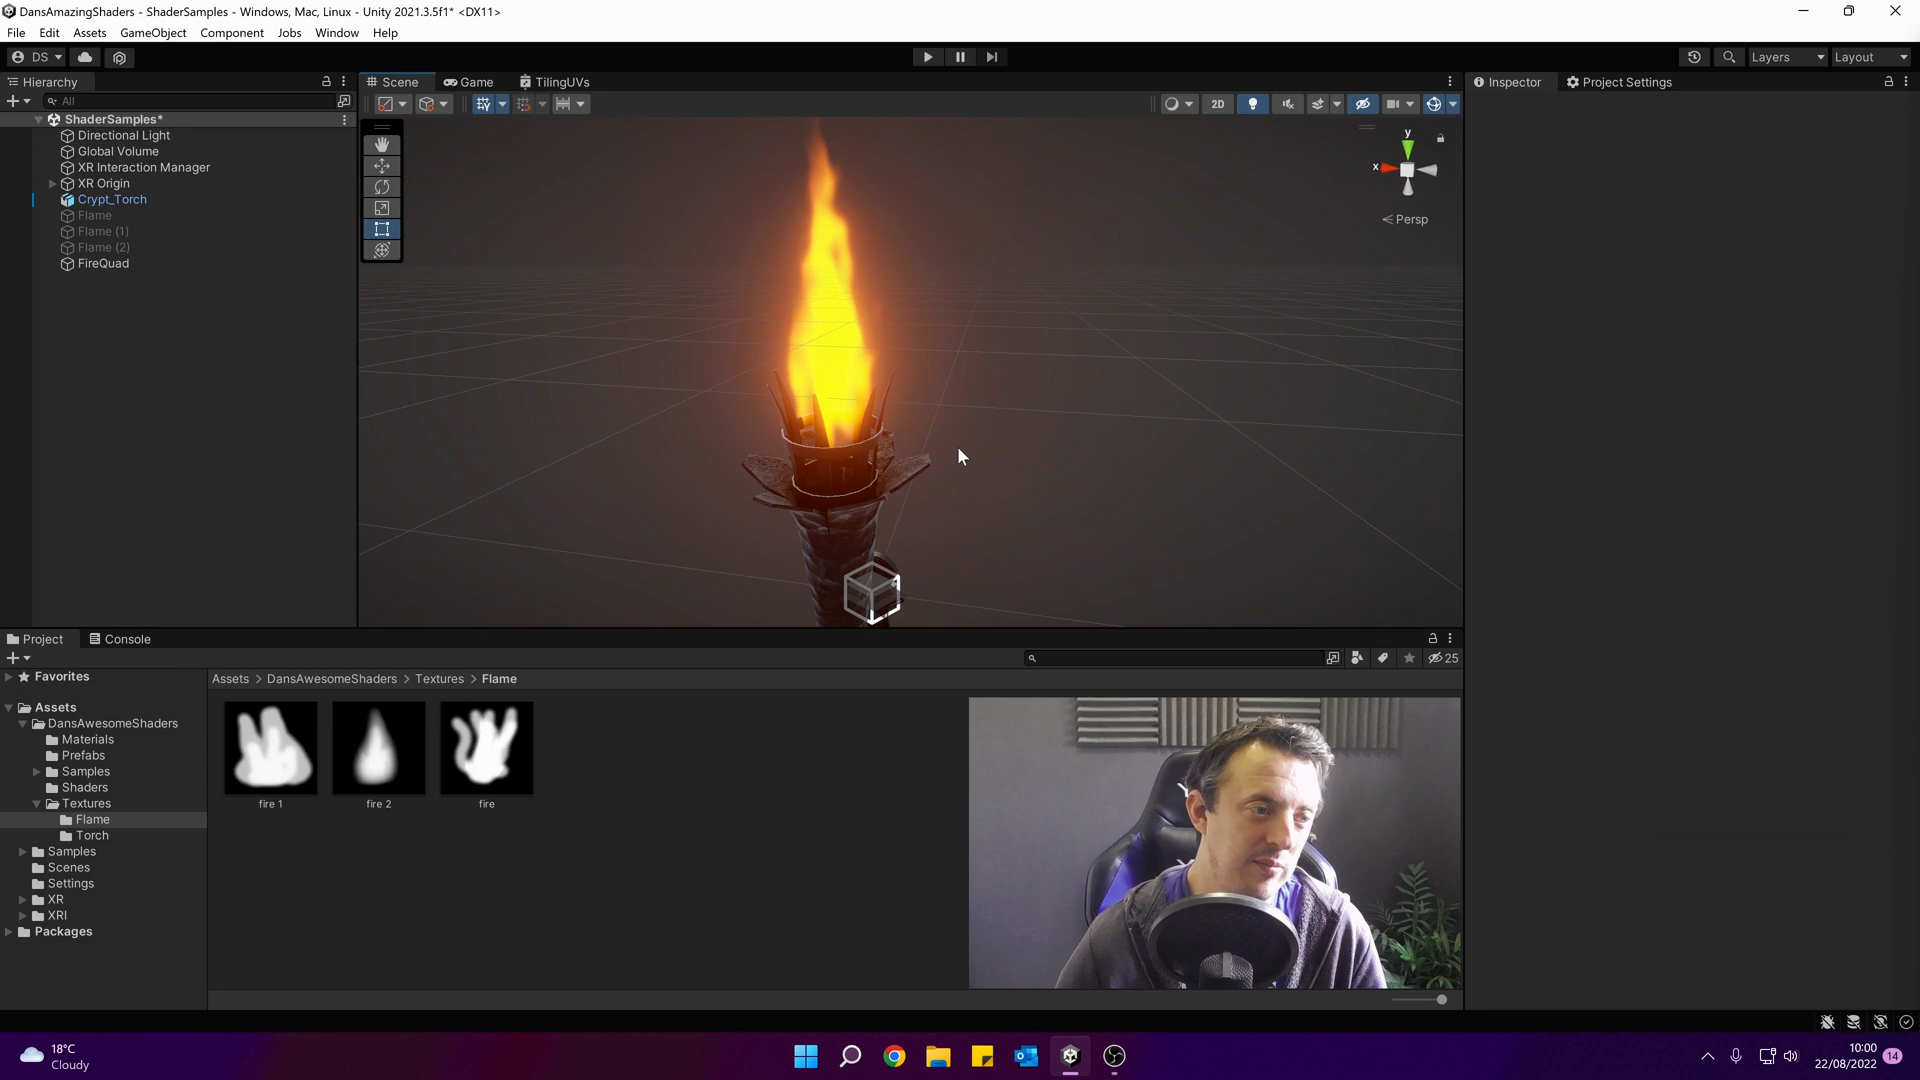 DansAmazingShaders - ShaderSamples - Windows, Mac, Linux - Unity 2021.3.5f1* <DX11>
File Edit Assets GameObject Component Jobs Window Help
DS Layers Layout
Hierarchy Scene Game TilingUVs Inspector Project Settings
All 2D
ShaderSamples*
Directional Light
Global Volume
XR Interaction Manager
XR Origin
Crypt_Torch
Flame
Flame (1)
Flame (2)
FireQuad
y
x
Persp
Project Console
25
Favorites
Assets > DansAwesomeShaders > Textures > Flame
Assets
DansAwesomeShaders
Materials
Prefabs
Samples
Shaders
Textures
Flame
Torch
Samples
Scenes
Settings
XR
XRI
Packages
fire 1 fire 2 fire
18°C
Cloudy
10:00
22/08/2022
14